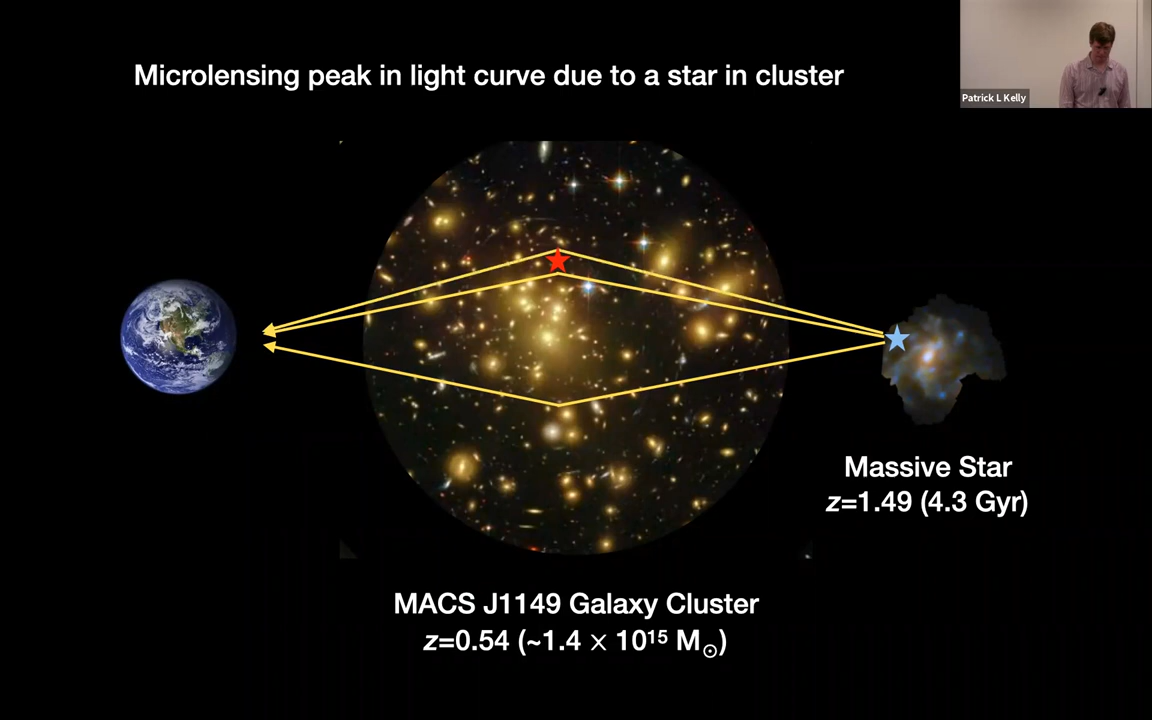 Microlensing peak in light curve due to a star in cluster
Patrick L Kelly
Massive Star
z=1.49 (4.3 Gyr)
MACS J1149 Galaxy Cluster
z=0.54 (~1.4 × 10¹⁵ M☉)